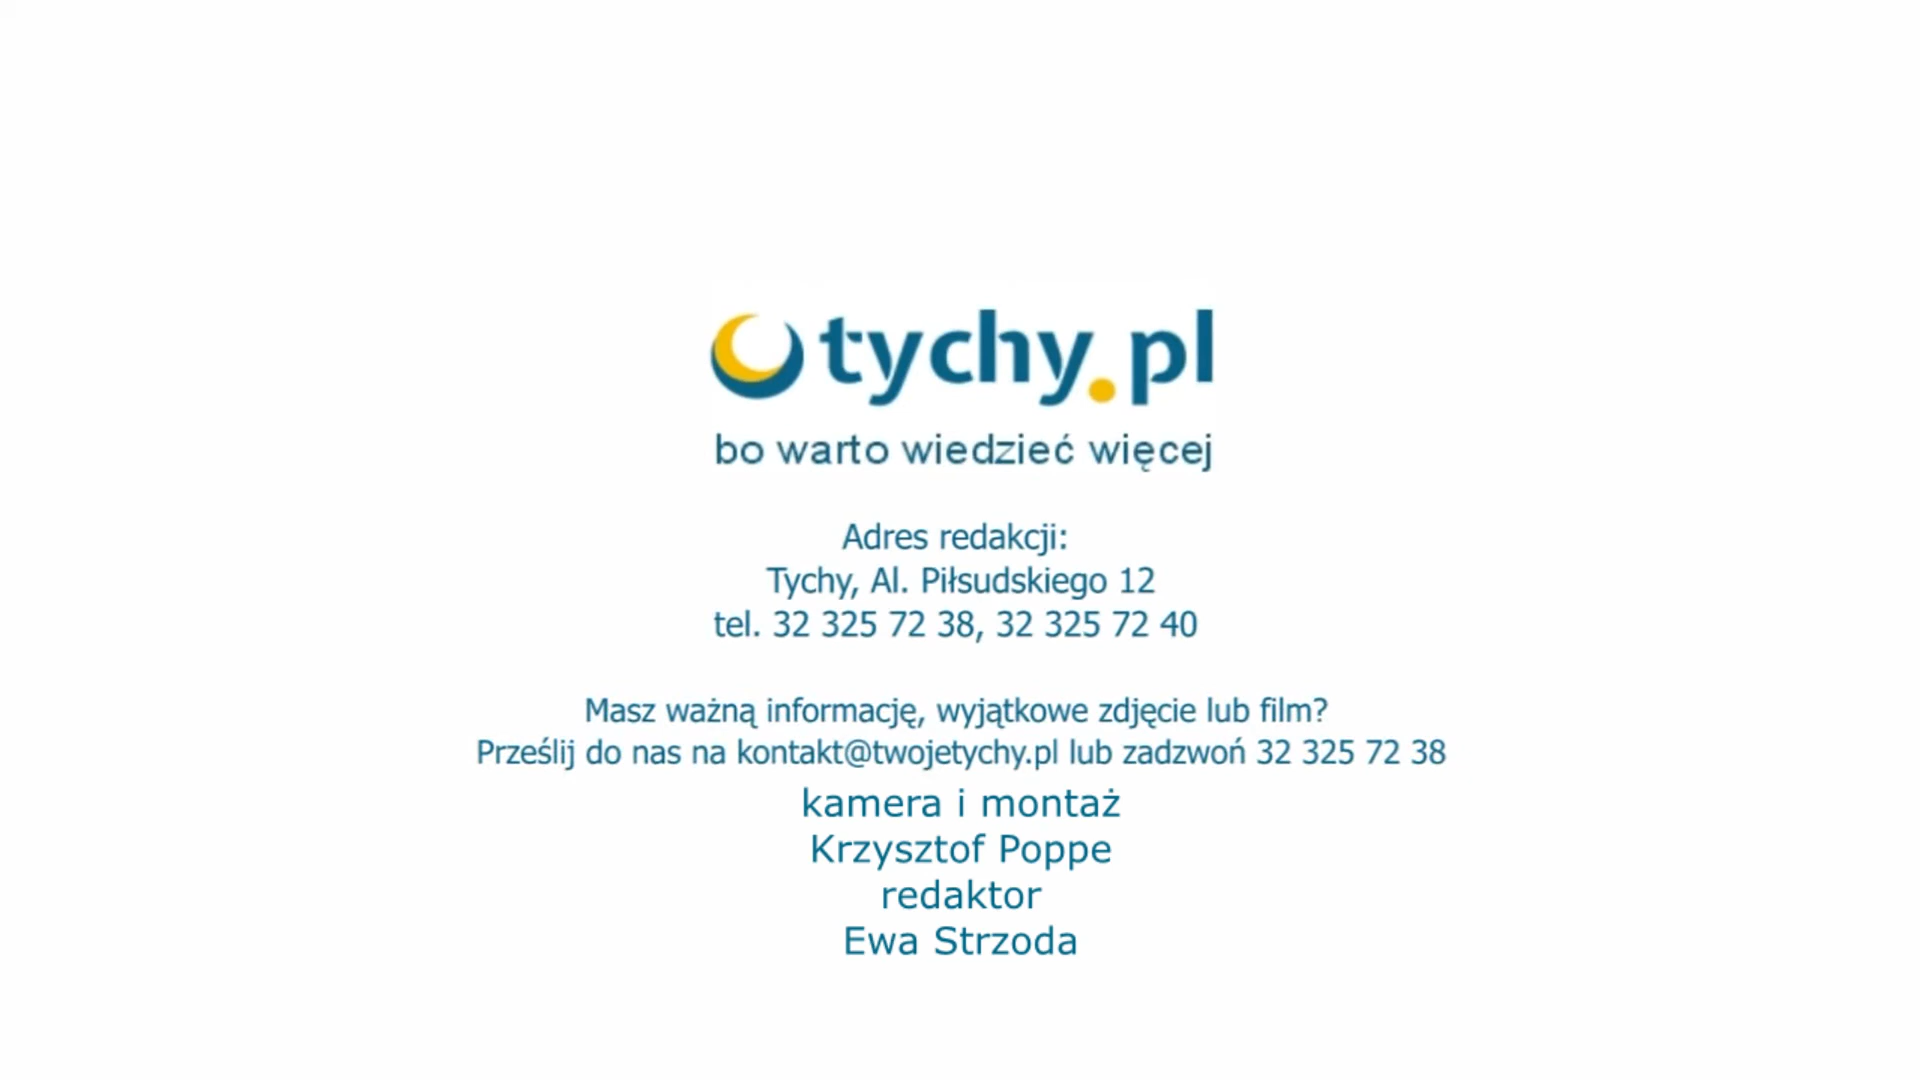 tychy.pl
bo warto wiedzieć więcej
Adres redakcji:
Tychy, Al. Piłsudskiego 12
tel. 32 325 72 38, 32 325 72 40
Masz ważną informację, wyjątkowe zdjęcie lub film?
Prześlij do nas na kontakt@twojetychy.pl lub zadzwoń 32 325 72 38
kamera i montaż
Krzysztof Poppe
redaktor
Ewa Strzoda